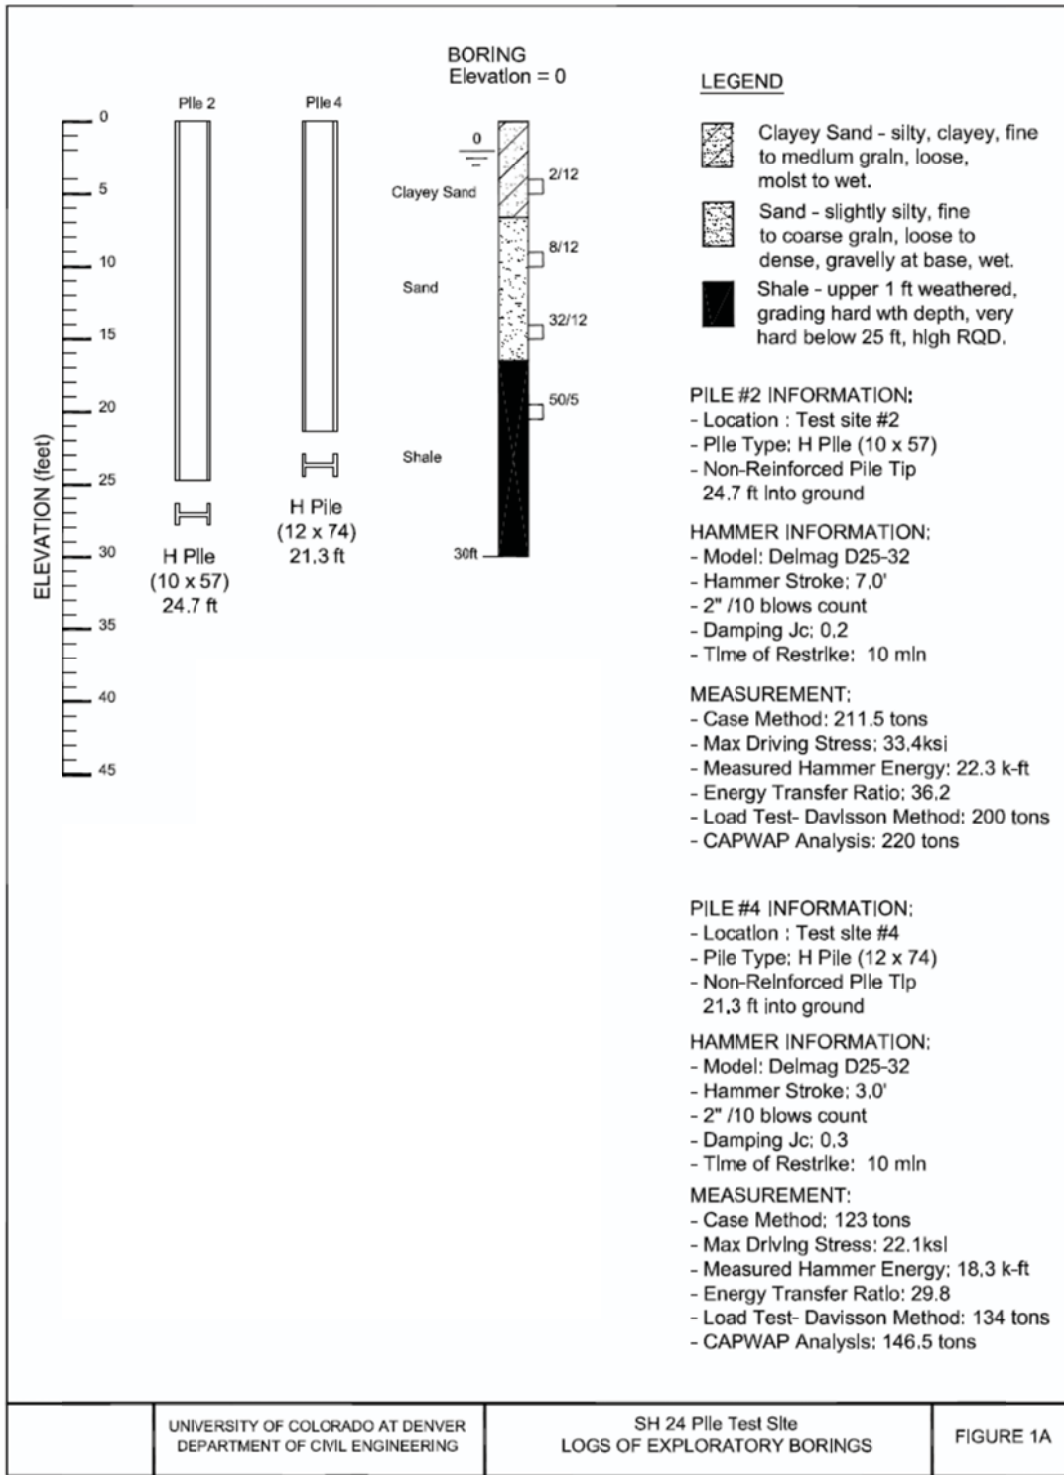 BORING
Elevation = 0
Pile 2
Pile 4
0
5
10
15
20
25
30
35
40
45
ELEVATION (feet)
H Pile
(10 x 57)
24.7 ft
H Pile
(12 x 74)
21.3 ft
0
Clayey Sand
Sand
Shale
30ft
2/12
8/12
32/12
50/5
LEGEND
Clayey Sand - silty, clayey, fine
to medium grain, loose,
moist to wet.
Sand - slightly silty, fine
to coarse grain, loose to
dense, gravelly at base, wet.
Shale - upper 1 ft weathered,
grading hard wth depth, very
hard below 25 ft, high RQD.
PILE #2 INFORMATION:
- Location : Test site #2
- Pile Type: H Pile (10 x 57)
- Non-Reinforced Pile Tip
24.7 ft into ground
HAMMER INFORMATION:
- Model: Delmag D25-32
- Hammer Stroke: 7.0'
- 2" /10 blows count
- Damping Jc: 0.2
- Time of Restrike: 10 min
MEASUREMENT:
- Case Method: 211.5 tons
- Max Driving Stress: 33.4ksi
- Measured Hammer Energy: 22.3 k-ft
- Energy Transfer Ratio: 36.2
- Load Test- Davisson Method: 200 tons
- CAPWAP Analysis: 220 tons
PILE #4 INFORMATION:
- Location : Test site #4
- Pile Type: H Pile (12 x 74)
- Non-Reinforced Pile Tip
21.3 ft into ground
HAMMER INFORMATION:
- Model: Delmag D25-32
- Hammer Stroke: 3.0'
- 2" /10 blows count
- Damping Jc: 0.3
- Time of Restrike: 10 min
MEASUREMENT:
- Case Method: 123 tons
- Max Driving Stress: 22.1ksi
- Measured Hammer Energy: 18.3 k-ft
- Energy Transfer Ratio: 29.8
- Load Test- Davisson Method: 134 tons
- CAPWAP Analysis: 146.5 tons
UNIVERSITY OF COLORADO AT DENVER
DEPARTMENT OF CIVIL ENGINEERING
SH 24 Pile Test Site
LOGS OF EXPLORATORY BORINGS
FIGURE 1A